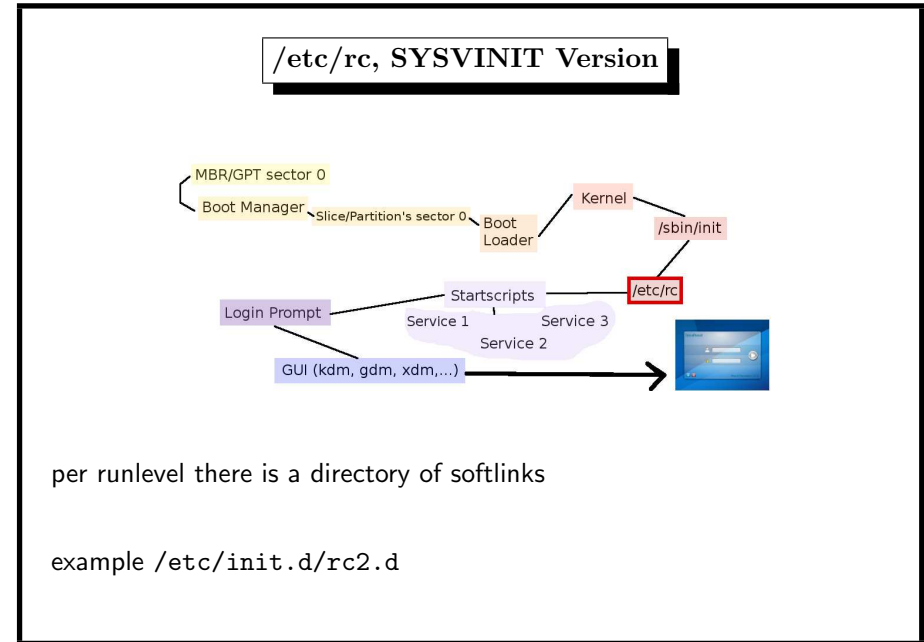 /etc/rc, SYSVINIT Version
MBR/GPT sector 0
Boot Manager
Slice/Partition's sector 0
Boot
Loader
Kernel
/sbin/init
/etc/rc
Startscripts
Service 1
Service 2
Service 3
Login Prompt
GUI (kdm, gdm, xdm,...)
per runlevel there is a directory of softlinks
example /etc/init.d/rc2.d